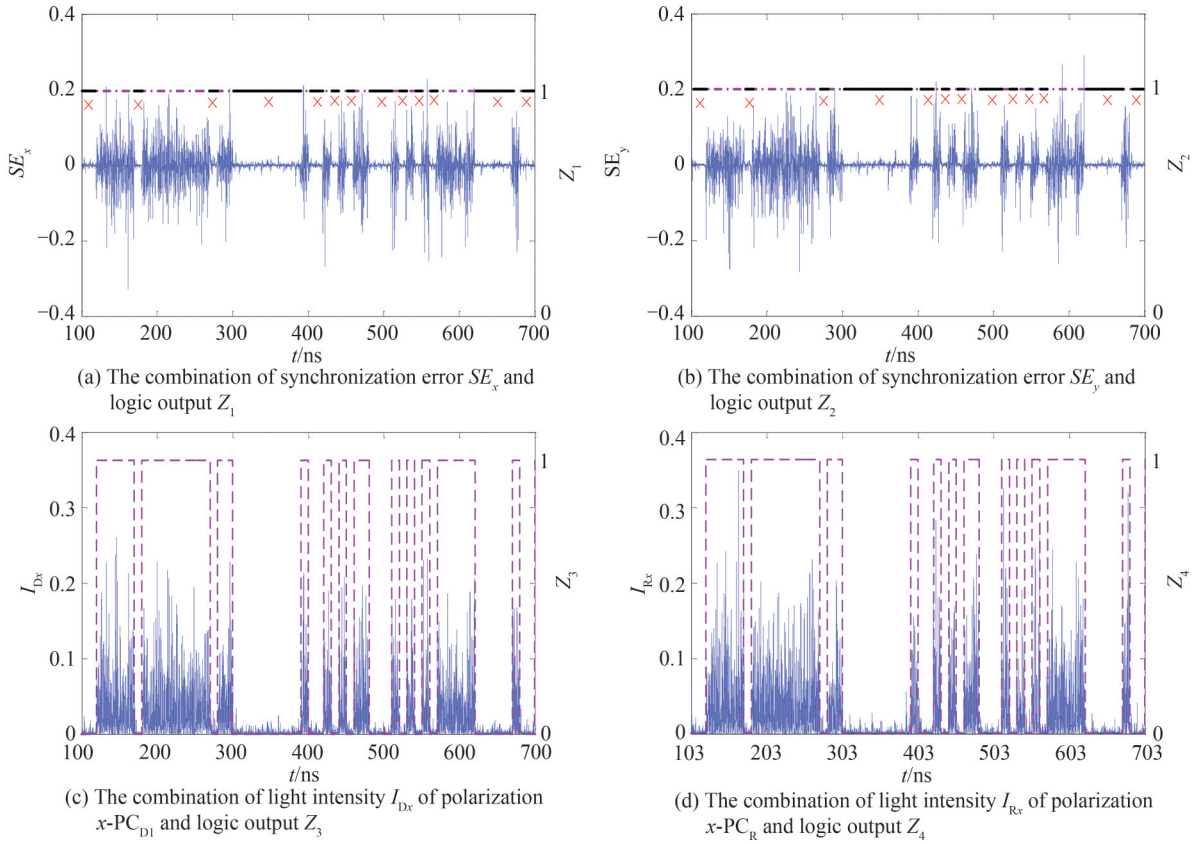 0.4
0.2
0
−0.2
−0.4
SEx
1
0
Z1
100 200 300 400 500 600 700
t/ns
(a) The combination of synchronization error SEx and
logic output Z1
0.4
0.2
0
−0.2
−0.4
SEy
1
0
Z2
100 200 300 400 500 600 700
t/ns
(b) The combination of synchronization error SEy and
logic output Z2
0.4
0.3
0.2
0.1
0
IDx
1
0
Z3
100 200 300 400 500 600 700
t/ns
(c) The combination of light intensity IDx of polarization
x-PCD1 and logic output Z3
0.4
0.3
0.2
0.1
0
IRx
1
0
Z4
103 203 303 403 503 603 703
t/ns
(d) The combination of light intensity IRx of polarization
x-PCR and logic output Z4